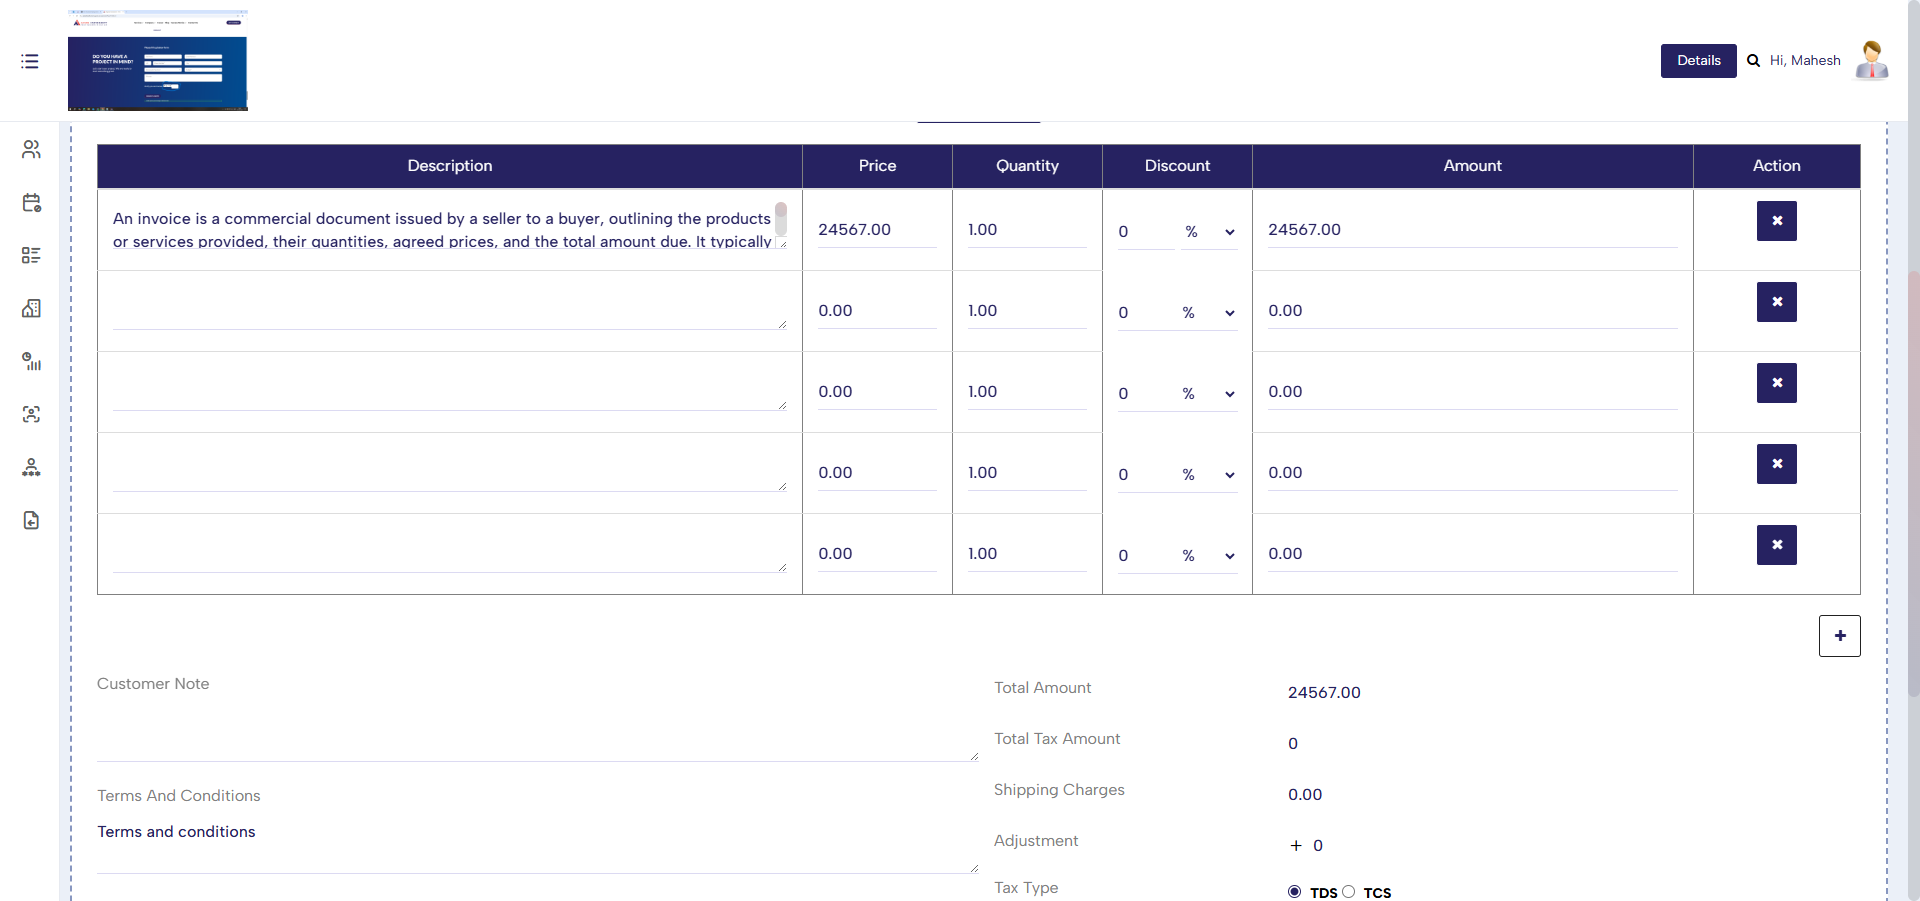 DO YOU HAVE A
PROJECT IN MIND?
Details
Hi, Mahesh
Description Price Quantity Discount Amount Action
An invoice is a commercial document issued by a seller to a buyer, outlining the products
or services provided, their quantities, agreed prices, and the total amount due. It typically
24567.00 1.00 0 % 24567.00
0.00 1.00 0 % 0.00
0.00 1.00 0 % 0.00
0.00 1.00 0 % 0.00
0.00 1.00 0 % 0.00
+
Customer Note
Terms And Conditions
Terms and conditions
Total Amount 24567.00
Total Tax Amount 0
Shipping Charges 0.00
Adjustment + 0
Tax Type TDS TCS